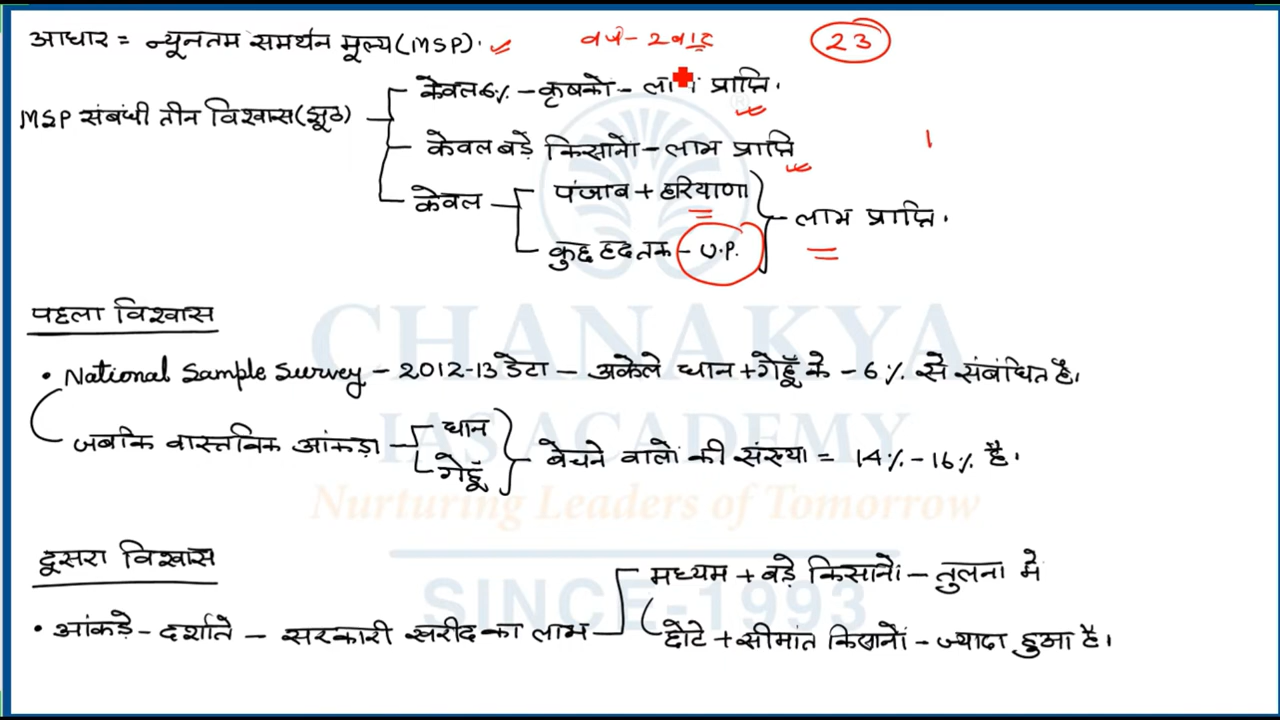 आधार = न्यूनतम समर्थन मूल्य (MSP). वर्ष - 2 बार 23
MSP संबंधी तीन विश्वास (झूठ)
केवल 6% - कृषको - लाभ प्राप्ति.
केवल बड़े किसानो - लाभ प्राप्ति
केवल
पंजाब + हरियाणा
कुछ हद तक - U.P.
लाभ प्राप्ति.
पहला विश्वास
• National Sample Survey - 2012-13 डेटा - अकेले धान + गेहूँ के - 6% से संबंधित है।
जबकि वास्तविक आंकड़ा
धान
व
गेहूँ
बेचने वालों की संख्या = 14% - 16% है।
दूसरा विश्वास
• आंकड़े - दर्शाते - सरकारी खरीद का लाभ
मध्यम + बड़े किसानों - तुलना में
छोटे + सीमांत किसानों - ज्यादा हुआ है।
CHANAKYA
IAS ACADEMY
Nurturing Leaders of Tomorrow
SINCE-1993